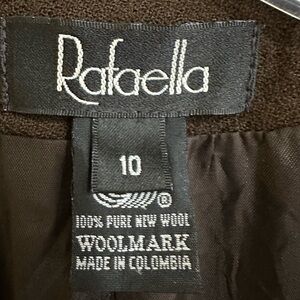 Rafaella
10
®
100% PURE NEW WOOL
WOOLMARK
MADE IN COLOMBIA